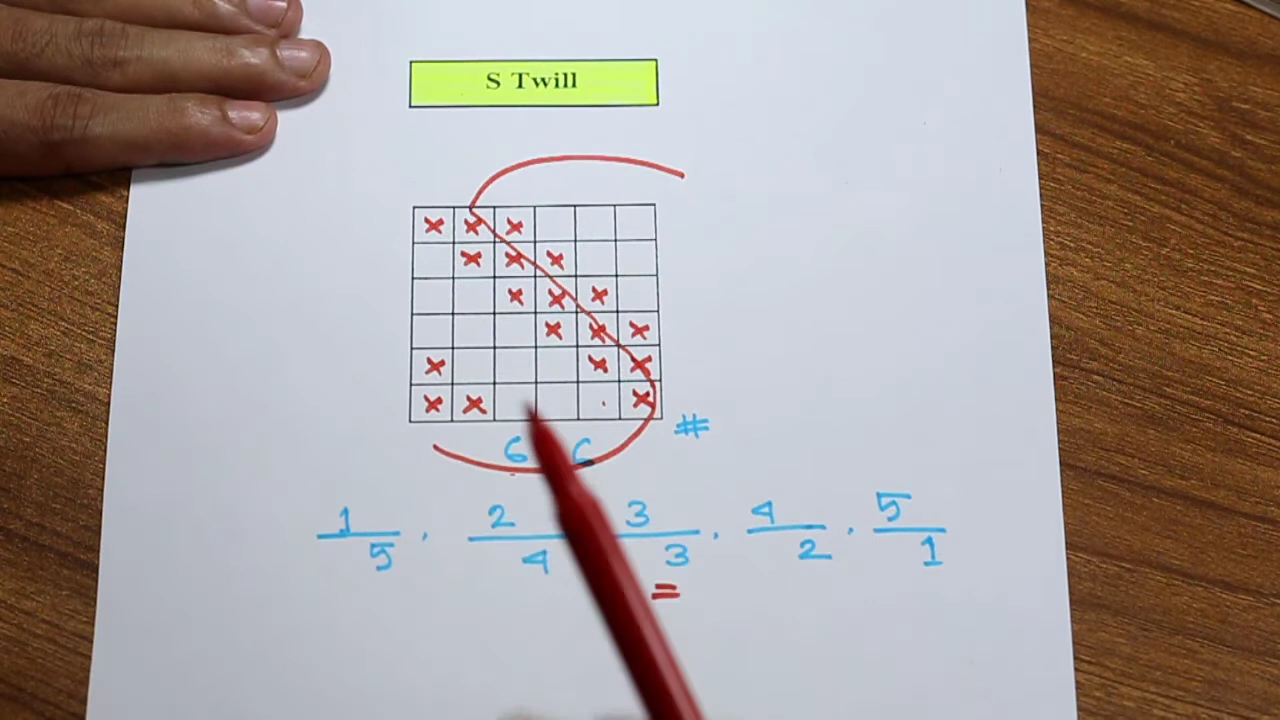 S Twill
× × ×
× × ×
× × ×
× × ×
× × ×
× × ×
6 6 #
1/5 . 2/4 3/3 . 4/2 . 5/1
=